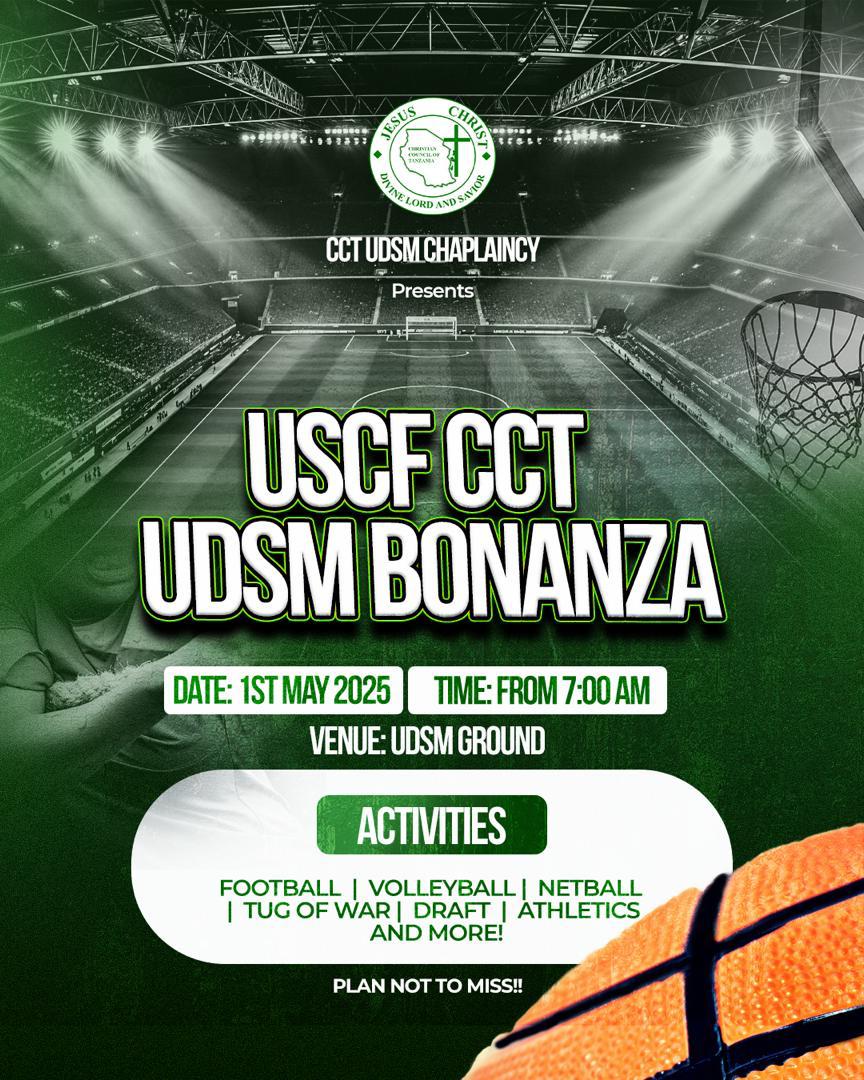 JESUS CHRIST
CHRISTIAN
COUNCIL OF
TANZANIA
DIVINE LORD AND SAVIOR
CCT UDSM CHAPLAINCY
Presents
USCF CCT
UDSM BONANZA
DATE: 1ST MAY 2025
TIME: FROM 7:00 AM
VENUE: UDSM GROUND
ACTIVITIES
FOOTBALL | VOLLEYBALL | NETBALL
| TUG OF WAR | DRAFT | ATHLETICS
AND MORE!
PLAN NOT TO MISS!!